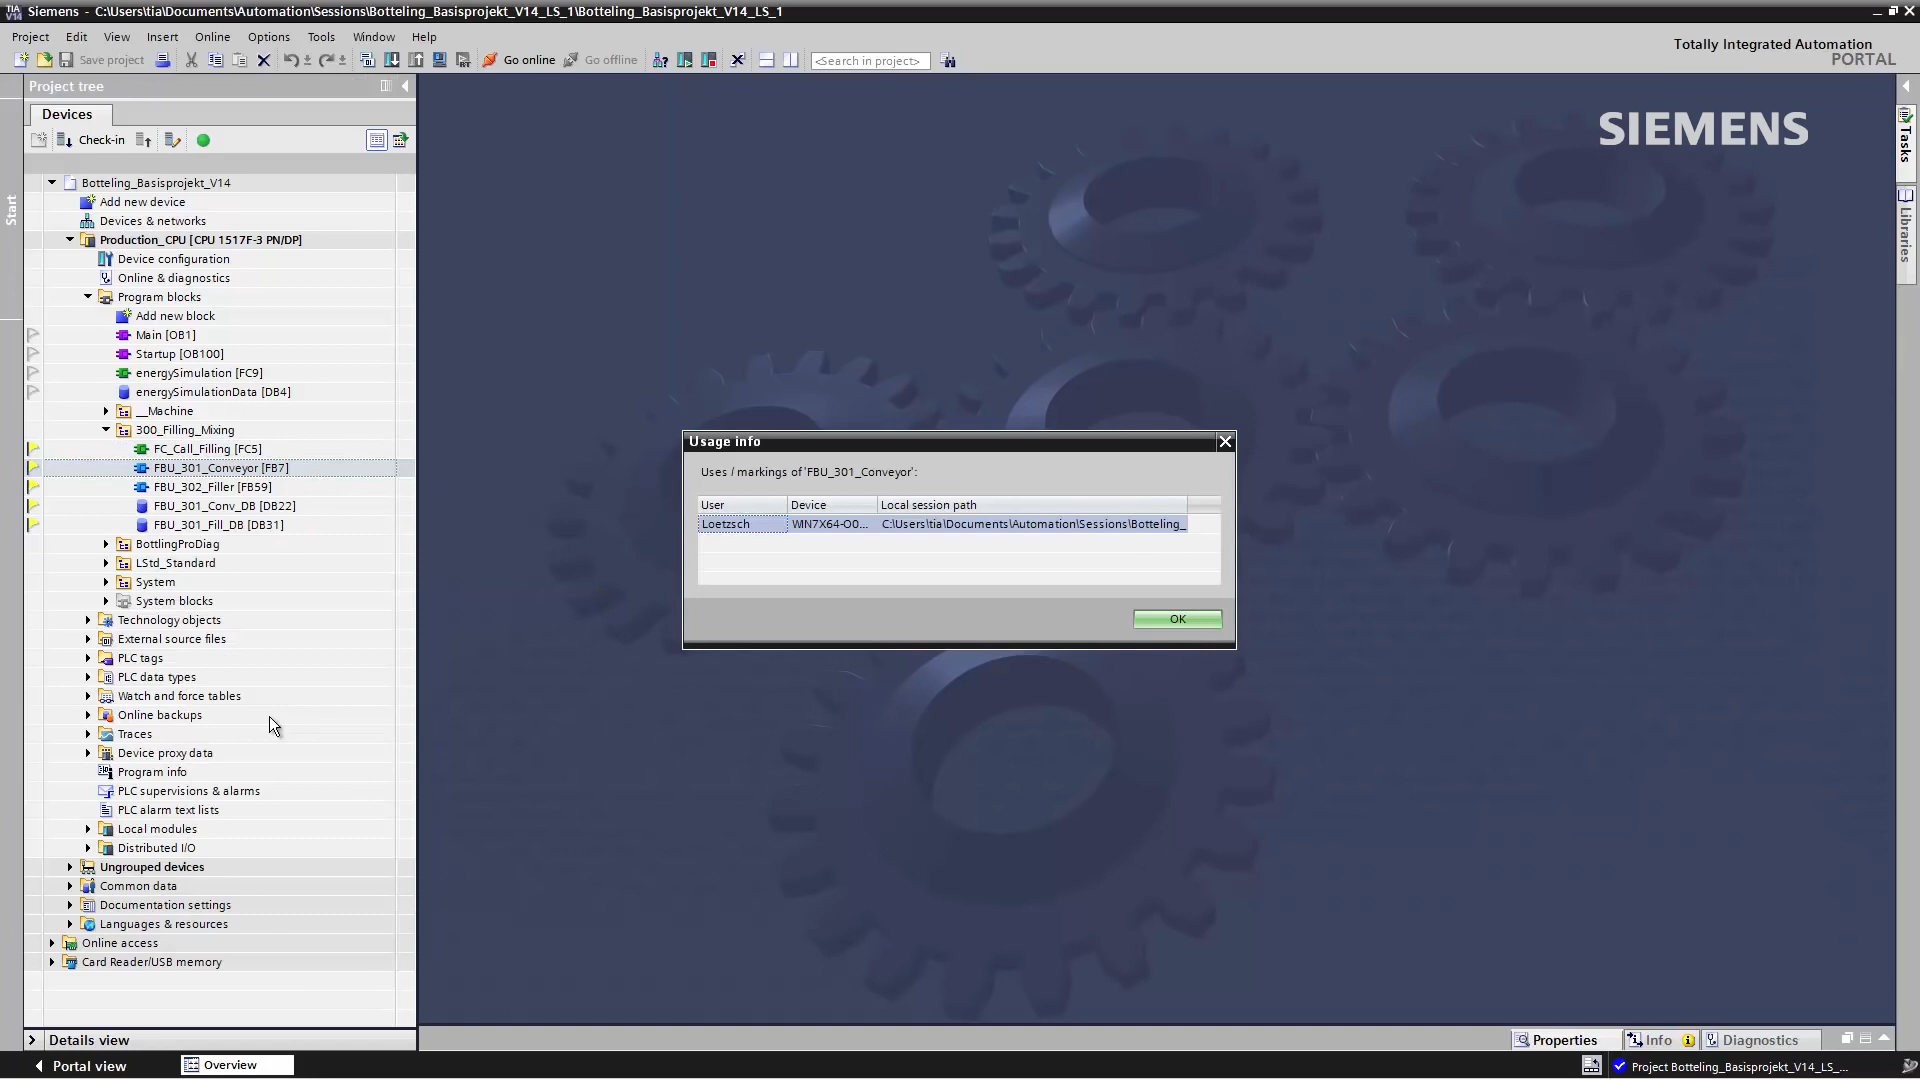 Siemens - C:\Users\tia\Documents\Automation\Sessions\Botteling_Basisprojekt_V14_LS_1\Botteling_Basisprojekt_V14_LS_1
Project Edit View Insert Online Options Tools Window Help
Save project Go online Go offline <Search in project>
Totally Integrated Automation
PORTAL
Project tree
Devices
Check-in
Start
SIEMENS
Tasks
Libraries
Botteling_Basisprojekt_V14
Add new device
Devices & networks
Production_CPU [CPU 1517F-3 PN/DP]
Device configuration
Online & diagnostics
Program blocks
Add new block
Main [OB1]
Startup [OB100]
energySimulation [FC9]
energySimulationData [DB4]
__Machine
300_Filling_Mixing
FC_Call_Filling [FC5]
FBU_301_Conveyor [FB7]
FBU_302_Filler [FB59]
FBU_301_Conv_DB [DB22]
FBU_301_Fill_DB [DB31]
BottlingProDiag
LStd_Standard
System
System blocks
Technology objects
External source files
PLC tags
PLC data types
Watch and force tables
Online backups
Traces
Device proxy data
Program info
PLC supervisions & alarms
PLC alarm text lists
Local modules
Distributed I/O
Ungrouped devices
Common data
Documentation settings
Languages & resources
Online access
Card Reader/USB memory
Usage info
Uses / markings of 'FBU_301_Conveyor':
User Device Local session path
Loetzsch WIN7X64-O0... C:\Users\tia\Documents\Automation\Sessions\Botteling_
OK
Details view
Properties Info Diagnostics
Portal view Overview
Project Botteling_Basisprojekt_V14_LS_...